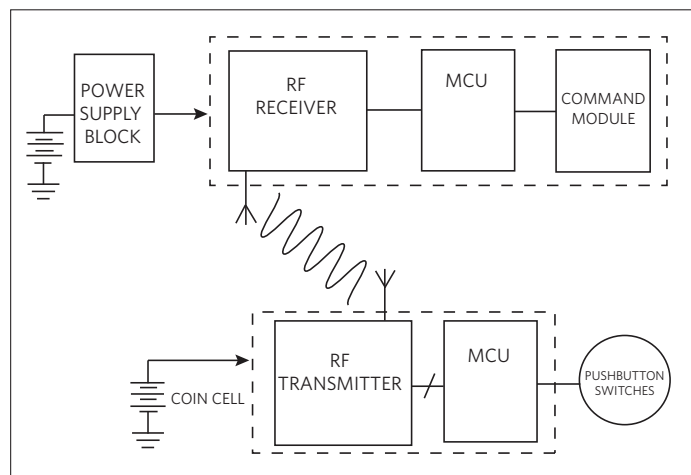 POWER
SUPPLY
BLOCK
RF
RECEIVER
MCU
COMMAND
MODULE
COIN CELL
RF
TRANSMITTER
MCU
PUSHBUTTON
SWITCHES